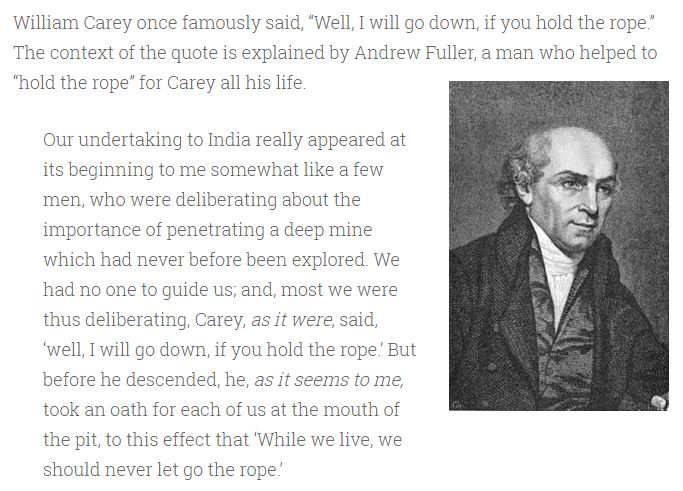 William Carey once famously said, “Well, I will go down, if you hold the rope.”
The context of the quote is explained by Andrew Fuller, a man who helped to
“hold the rope” for Carey all his life.
Our undertaking to India really appeared at
its beginning to me somewhat like a few
men, who were deliberating about the
importance of penetrating a deep mine
which had never before been explored. We
had no one to guide us; and, most we were
thus deliberating, Carey, as it were, said,
‘well, I will go down, if you hold the rope.’ But
before he descended, he, as it seems to me,
took an oath for each of us at the mouth of
the pit, to this effect that ‘While we live, we
should never let go the rope.’